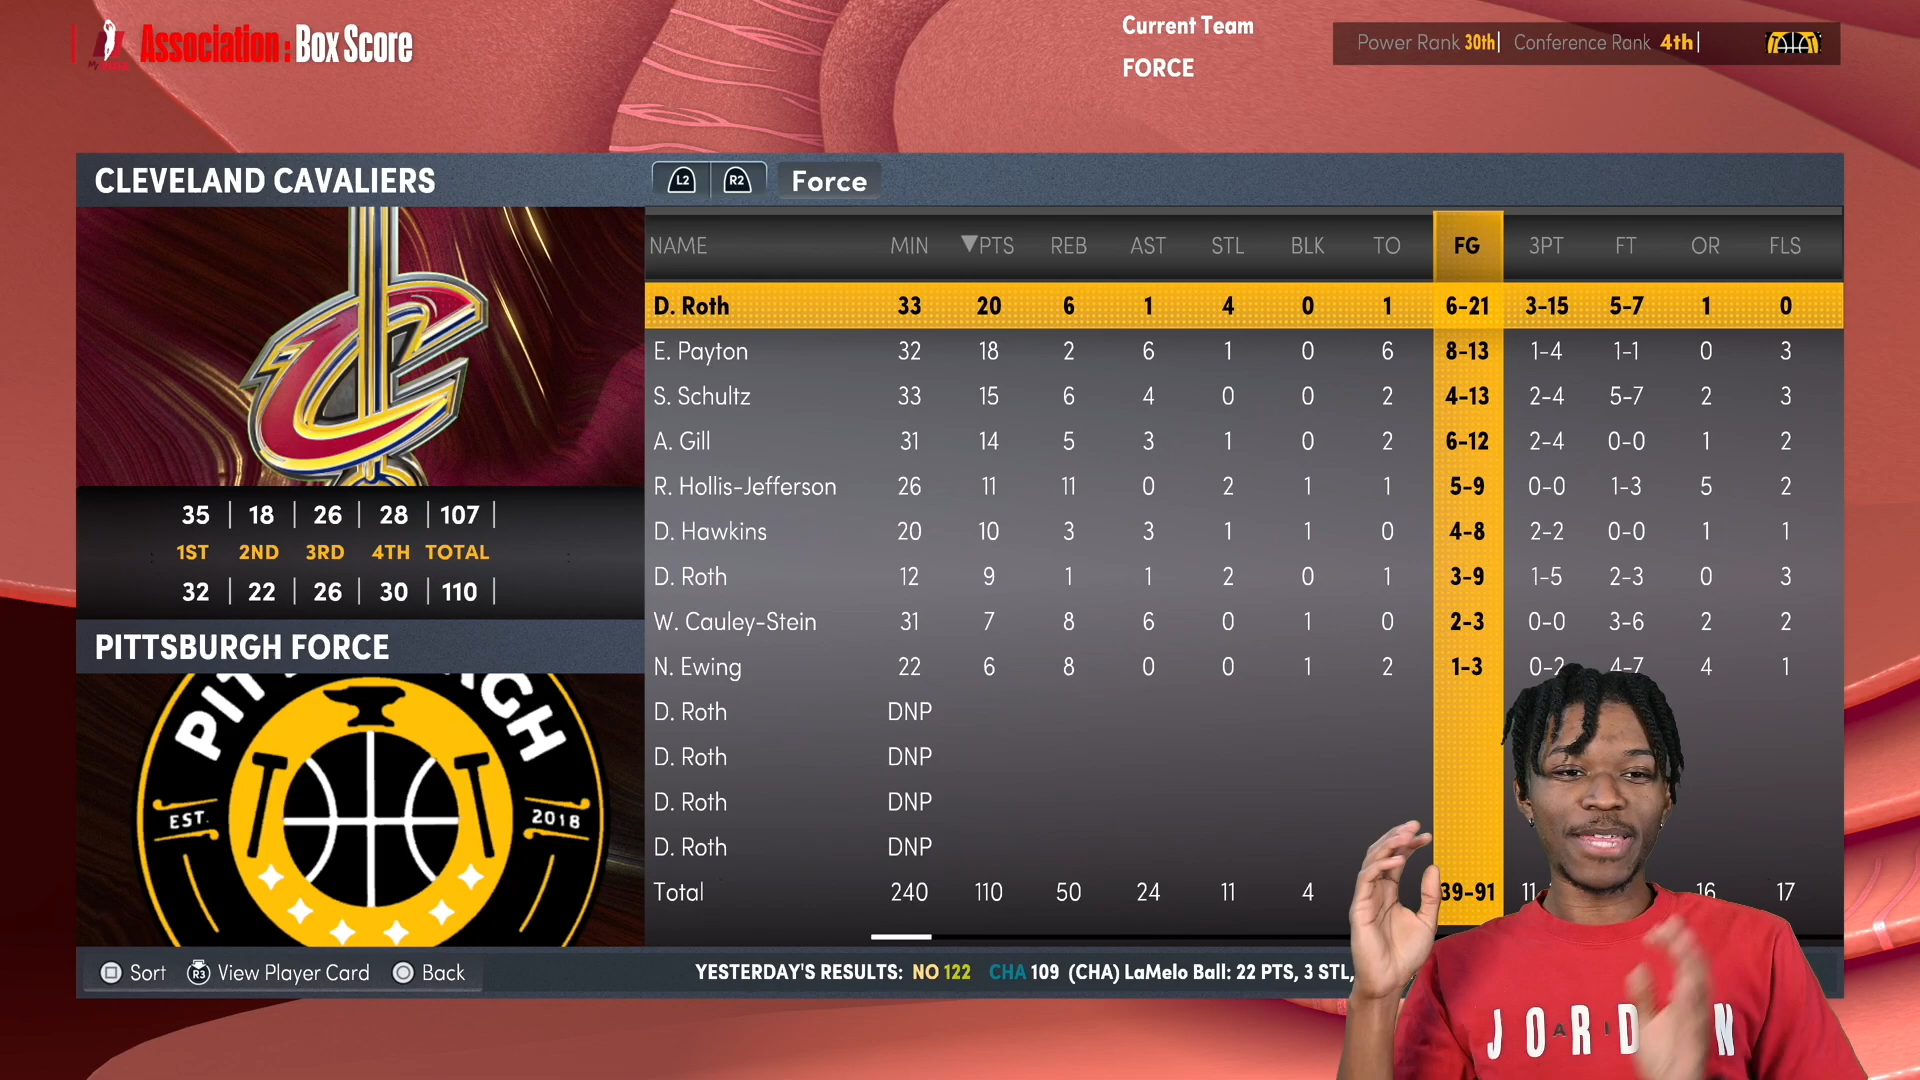 Association : Box Score
Current Team
FORCE
Power Rank 30th| Conference Rank 4th|
CLEVELAND CAVALIERS
35 | 18 | 26 | 28 | 107 |
1ST 2ND 3RD 4TH TOTAL
32 | 22 | 26 | 30 | 110 |
PITTSBURGH FORCE
EST. 2018
L2 R2 Force
NAME MIN ▼PTS REB AST STL BLK TO FG 3PT FT OR FLS
D. Roth 33 20 6 1 4 0 1 6-21 3-15 5-7 1 0
E. Payton 32 18 2 6 1 0 6 8-13 1-4 1-1 0 3
S. Schultz 33 15 6 4 0 0 2 4-13 2-4 5-7 2 3
A. Gill 31 14 5 3 1 0 2 6-12 2-4 0-0 1 2
R. Hollis-Jefferson 26 11 11 0 2 1 1 5-9 0-0 1-3 5 2
D. Hawkins 20 10 3 3 1 1 0 4-8 2-2 0-0 1 1
D. Roth 12 9 1 1 2 0 1 3-9 1-5 2-3 0 3
W. Cauley-Stein 31 7 8 6 0 1 0 2-3 0-0 3-6 2 2
N. Ewing 22 6 8 0 0 1 2 1-3 0-2 4-7 4 1
D. Roth DNP
D. Roth DNP
D. Roth DNP
D. Roth DNP
Total 240 110 50 24 11 4 39-91 11- 16 17
Sort R3 View Player Card Back
YESTERDAY'S RESULTS: NO 122 CHA 109 (CHA) LaMelo Ball: 22 PTS, 3 STL,